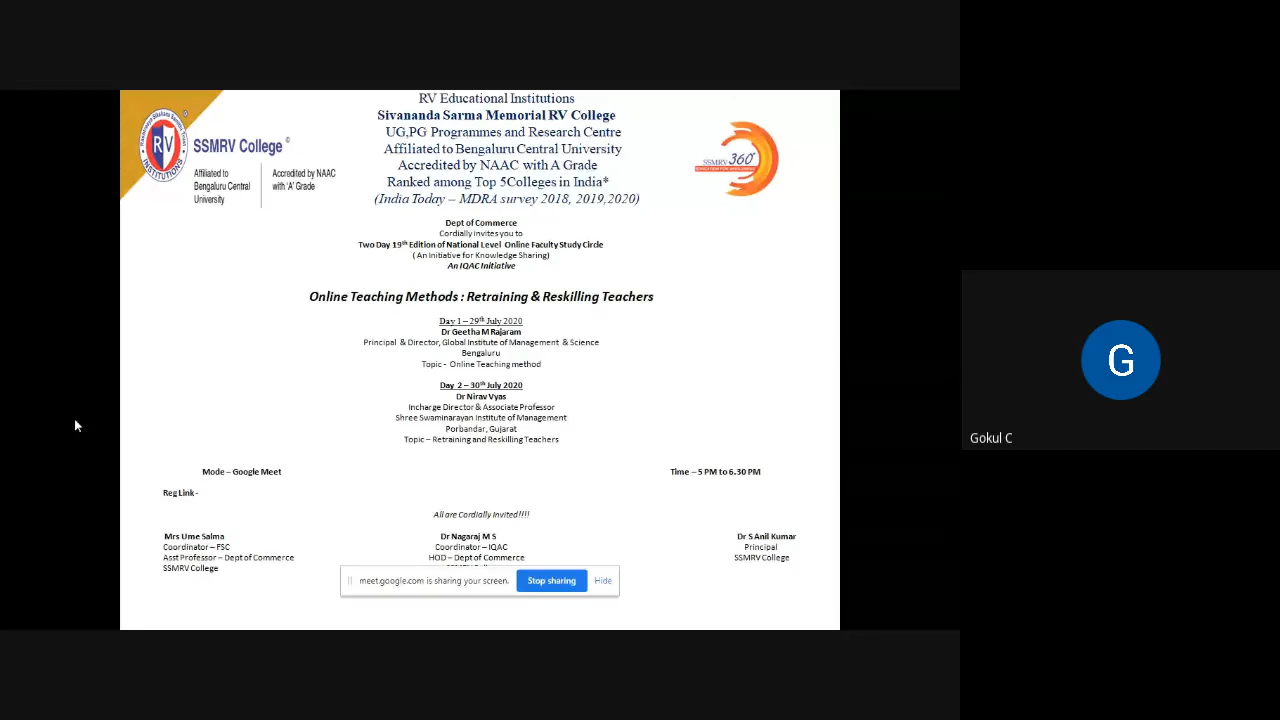 RV Educational Institutions
Sivananda Sarma Memorial RV College
UG,PG Programmes and Research Centre
Affiliated to Bengaluru Central University
Accredited by NAAC with A Grade
Ranked among Top 5Colleges in India*
(India Today – MDRA survey 2018, 2019,2020)
RV
INSTITUTIONS
SSMRV College ©
Affiliated to
Bengaluru Central
University
Accredited by NAAC
with 'A' Grade
SSMRV 360°
Dept of Commerce
Cordially invites you to
Two Day 19th Edition of National Level Online Faculty Study Circle
( An Initiative for Knowledge Sharing)
An IQAC Initiative
Online Teaching Methods : Retraining & Reskilling Teachers
Day 1 – 29th July 2020
Dr Geetha M Rajaram
Principal & Director, Global Institute of Management & Science
Bengaluru
Topic - Online Teaching method
Day 2 – 30th July 2020
Dr Nirav Vyas
Incharge Director & Associate Professor
Shree Swaminarayan Institute of Management
Porbandar, Gujarat
Topic – Retraining and Reskilling Teachers
Mode – Google Meet
Time – 5 PM to 6.30 PM
Reg Link -
All are Cordially Invited!!!!
Mrs Ume Salma
Coordinator – FSC
Asst Professor – Dept of Commerce
SSMRV College
Dr Nagaraj M S
Coordinator – IQAC
HOD – Dept of Commerce
Dr S Anil Kumar
Principal
SSMRV College
meet.google.com is sharing your screen.
Stop sharing
Hide
G
Gokul C